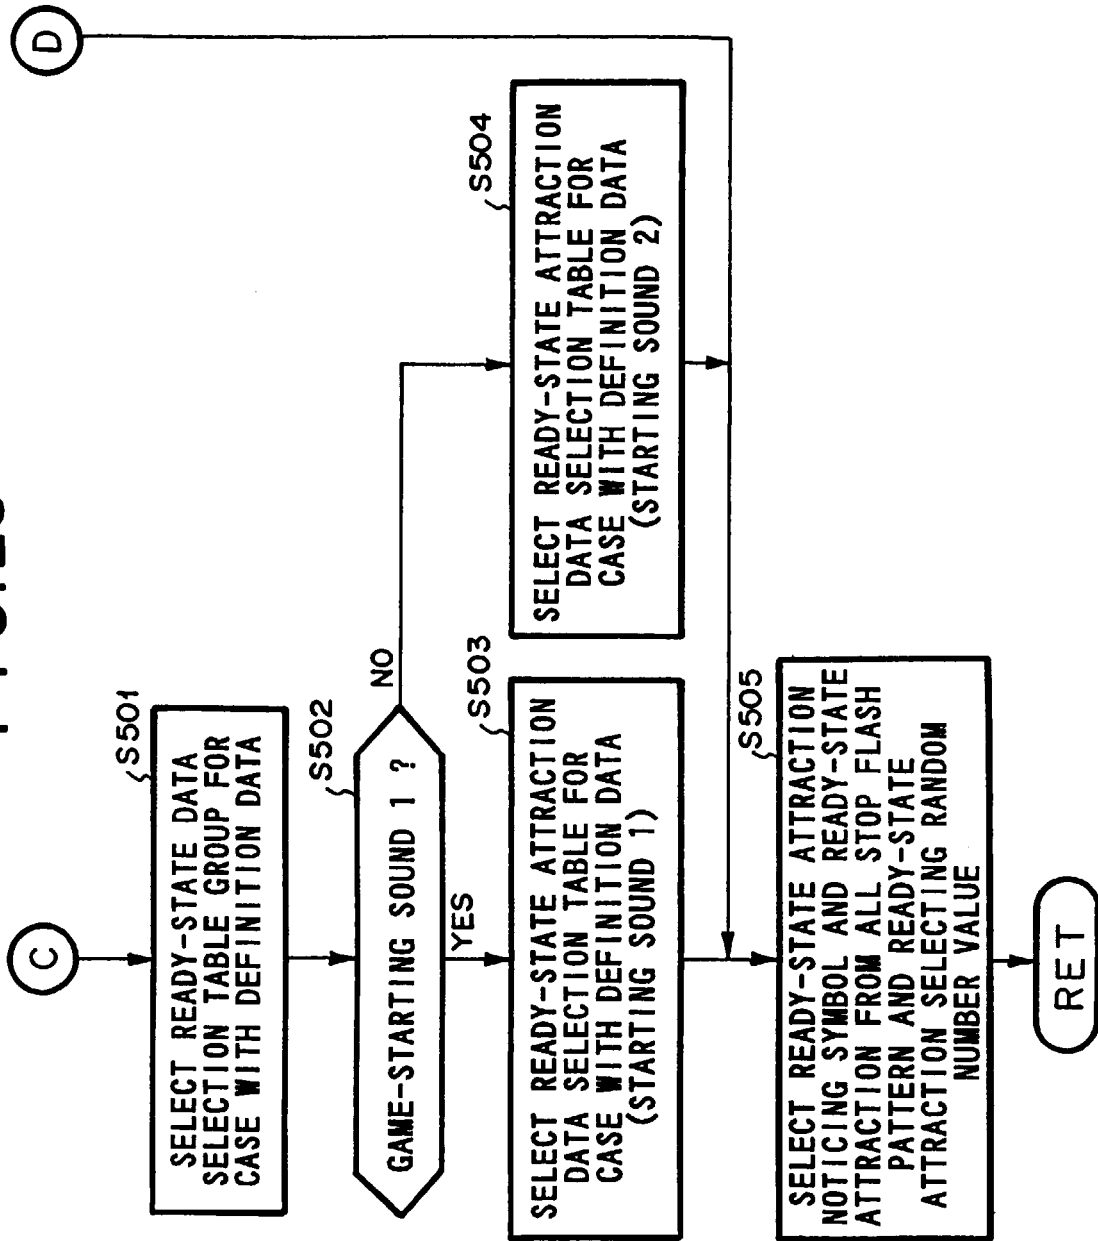 C
D
S501
SELECT READY-STATE DATA
SELECTION TABLE GROUP FOR
CASE WITH DEFINITION DATA
S502
GAME-STARTING SOUND 1 ?
NO
YES
S503
SELECT READY-STATE ATTRACTION
DATA SELECTION TABLE FOR
CASE WITH DEFINITION DATA
(STARTING SOUND 1)
S504
SELECT READY-STATE ATTRACTION
DATA SELECTION TABLE FOR
CASE WITH DEFINITION DATA
(STARTING SOUND 2)
S505
SELECT READY-STATE ATTRACTION
NOTICING SYMBOL AND READY-STATE
ATTRACTION FROM ALL STOP FLASH
PATTERN AND READY-STATE
ATTRACTION SELECTING RANDOM
NUMBER VALUE
RET